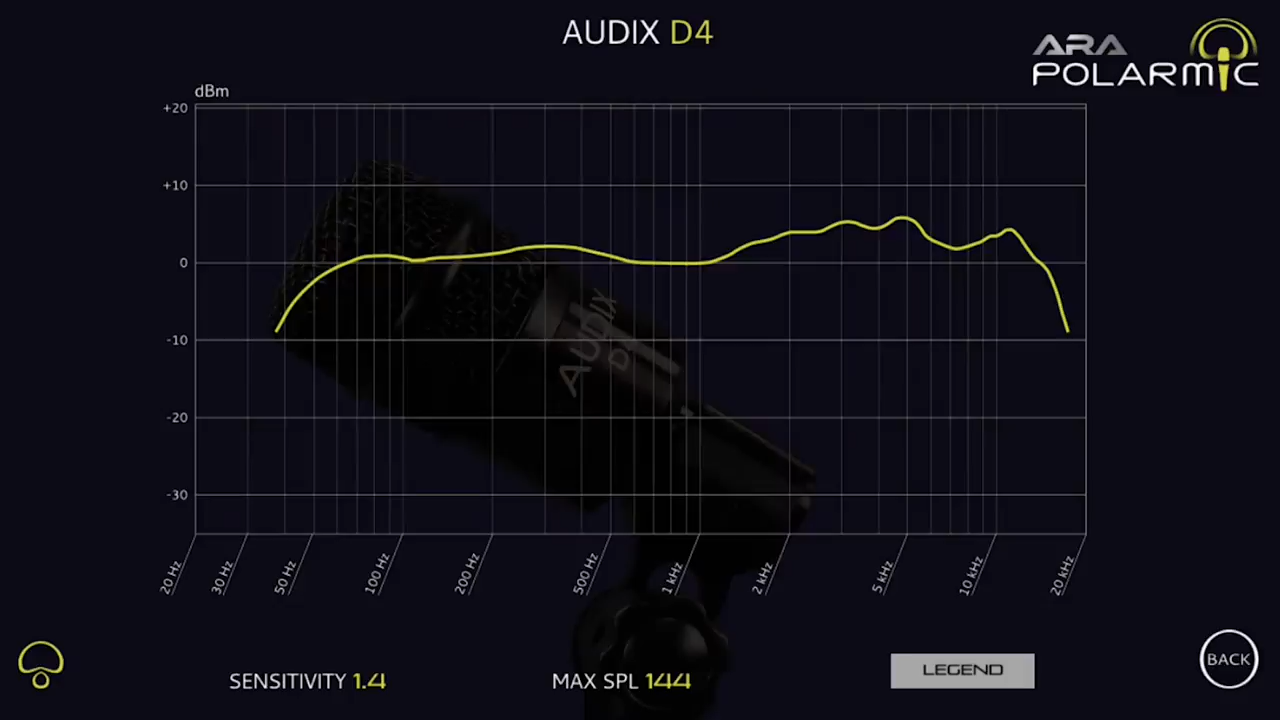 AUDIX D4
ARA
POLARMIC
dBm
+20
+10
0
-10
-20
-30
20 Hz
30 Hz
50 Hz
100 Hz
200 Hz
500 Hz
1 kHz
2 kHz
5 kHz
10 kHz
20 kHz
AUDIX
D4
SENSITIVITY 1.4
MAX SPL 144
LEGEND
BACK